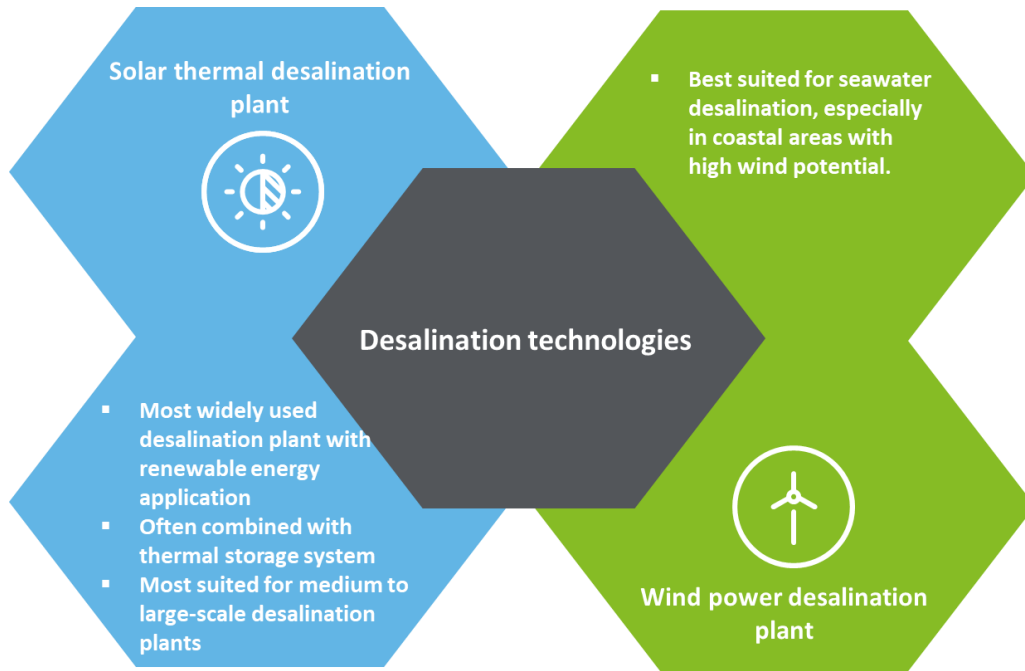 Solar thermal desalination
plant
▪ Best suited for seawater
desalination, especially
in coastal areas with
high wind potential.
Desalination technologies
▪ Most widely used
desalination plant with
renewable energy
application
▪ Often combined with
thermal storage system
▪ Most suited for medium to
large-scale desalination
plants
Wind power desalination
plant